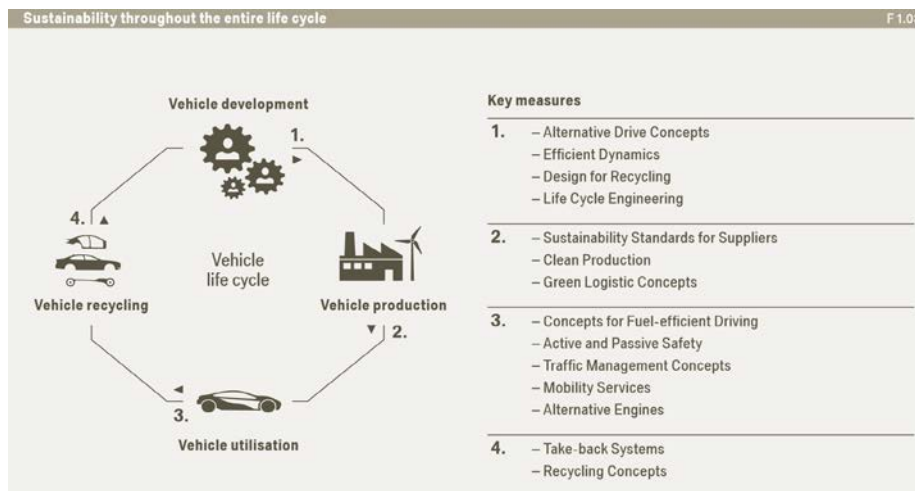 Sustainability throughout the entire life cycle
Vehicle development
1.
4.
Vehicle
life cycle
Vehicle recycling
Vehicle production
2.
3.
Vehicle utilisation
Key measures
1. – Alternative Drive Concepts
– Efficient Dynamics
– Design for Recycling
– Life Cycle Engineering
2. – Sustainability Standards for Suppliers
– Clean Production
– Green Logistic Concepts
3. – Concepts for Fuel-efficient Driving
– Active and Passive Safety
– Traffic Management Concepts
– Mobility Services
– Alternative Engines
4. – Take-back Systems
– Recycling Concepts